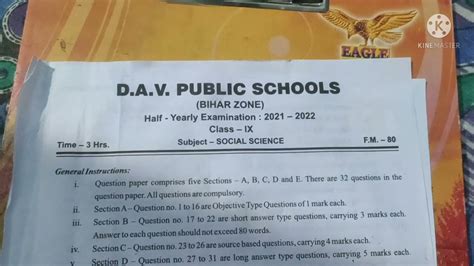 EAGLE
KINEMASTER
D.A.V. PUBLIC SCHOOLS
(BIHAR ZONE)
Half - Yearly Examination : 2021 – 2022
Class – IX
Time – 3 Hrs. Subject – SOCIAL SCIENCE F.M. – 80
General Instructions:
i. Question paper comprises five Sections – A, B, C, D and E. There are 32 questions in the
question paper. All questions are compulsory.
ii. Section A – Question no. 1 to 16 are Objective Type Questions of 1 mark each.
iii. Section B – Question no. 17 to 22 are short answer type questions, carrying 3 marks each.
Answer to each question should not exceed 80 words.
iv. Section C – Question no. 23 to 26 are source based questions, carrying 4 marks each.
Section D – Question no. 27 to 31 are long answer type questions, carrying 5 marks